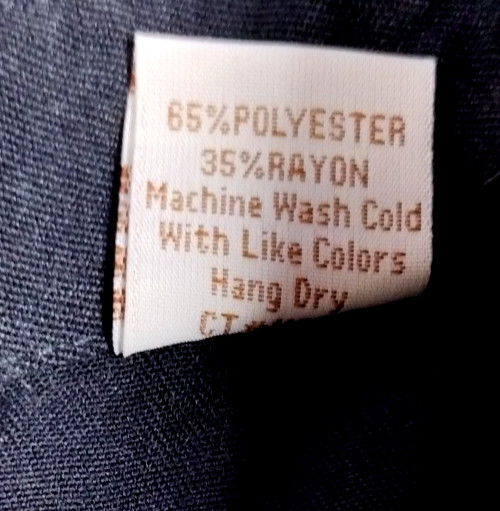 65%POLYESTER
35%RAYON
Machine Wash Cold
With Like Colors
Hang Dry